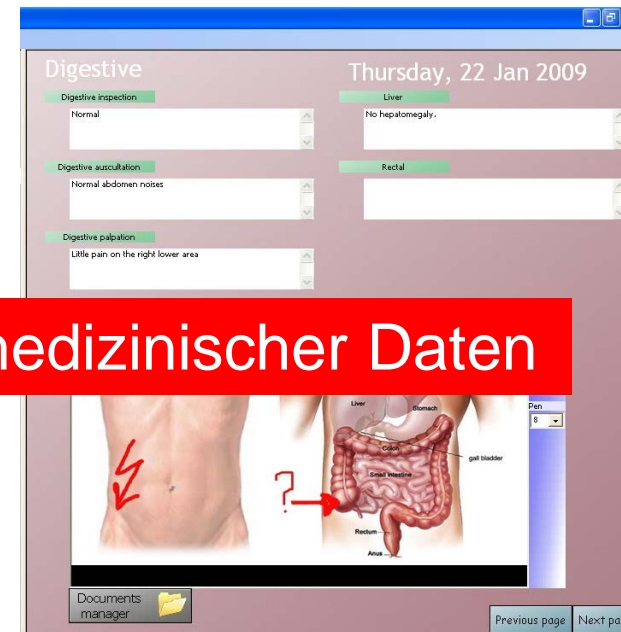 Digestive
Thursday, 22 Jan 2009
Digestive inspection
Normal
Liver
No hepatomegaly.
Digestive auscultation
Normal abdomen noises
Rectal
Digestive palpation
Little pain on the right lower area
medizinischer Daten
Liver
Stomach
Colon
gall bladder
Small intestine
Rectum
Anus
?
Pen
8
Documents
manager
Previous page
Next pa